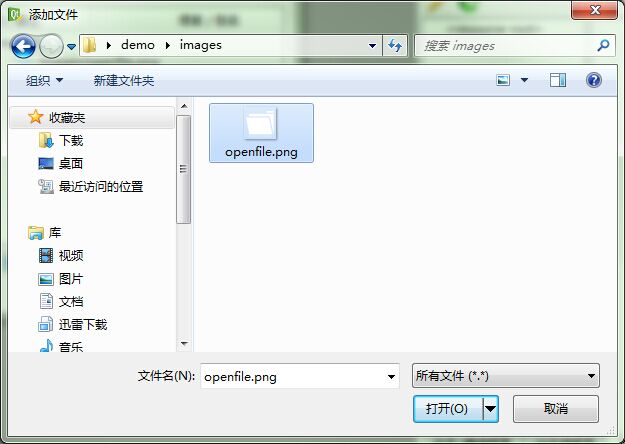 添加文件
demo images
搜索 images
组织 新建文件夹
收藏夹
下载
桌面
最近访问的位置
库
视频
图片
文档
迅雷下载
音乐
openfile.png
文件名(N): openfile.png 所有文件 (*.*)
打开(O) 取消